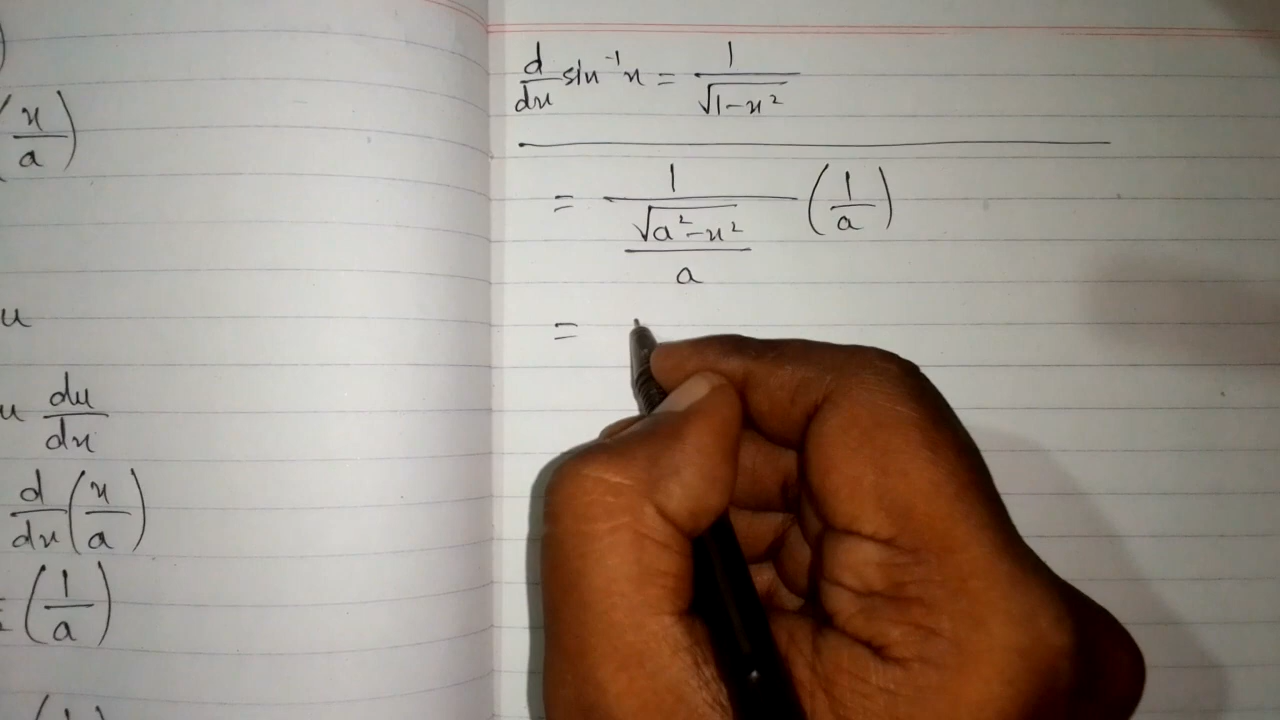 )
(x/a)
u
u du/dx
d/dx (x/a)
= (1/a)
d/dx sin⁻¹x = 1/√(1-x²)
= 1/(√(a²-x²)/a) (1/a)
=